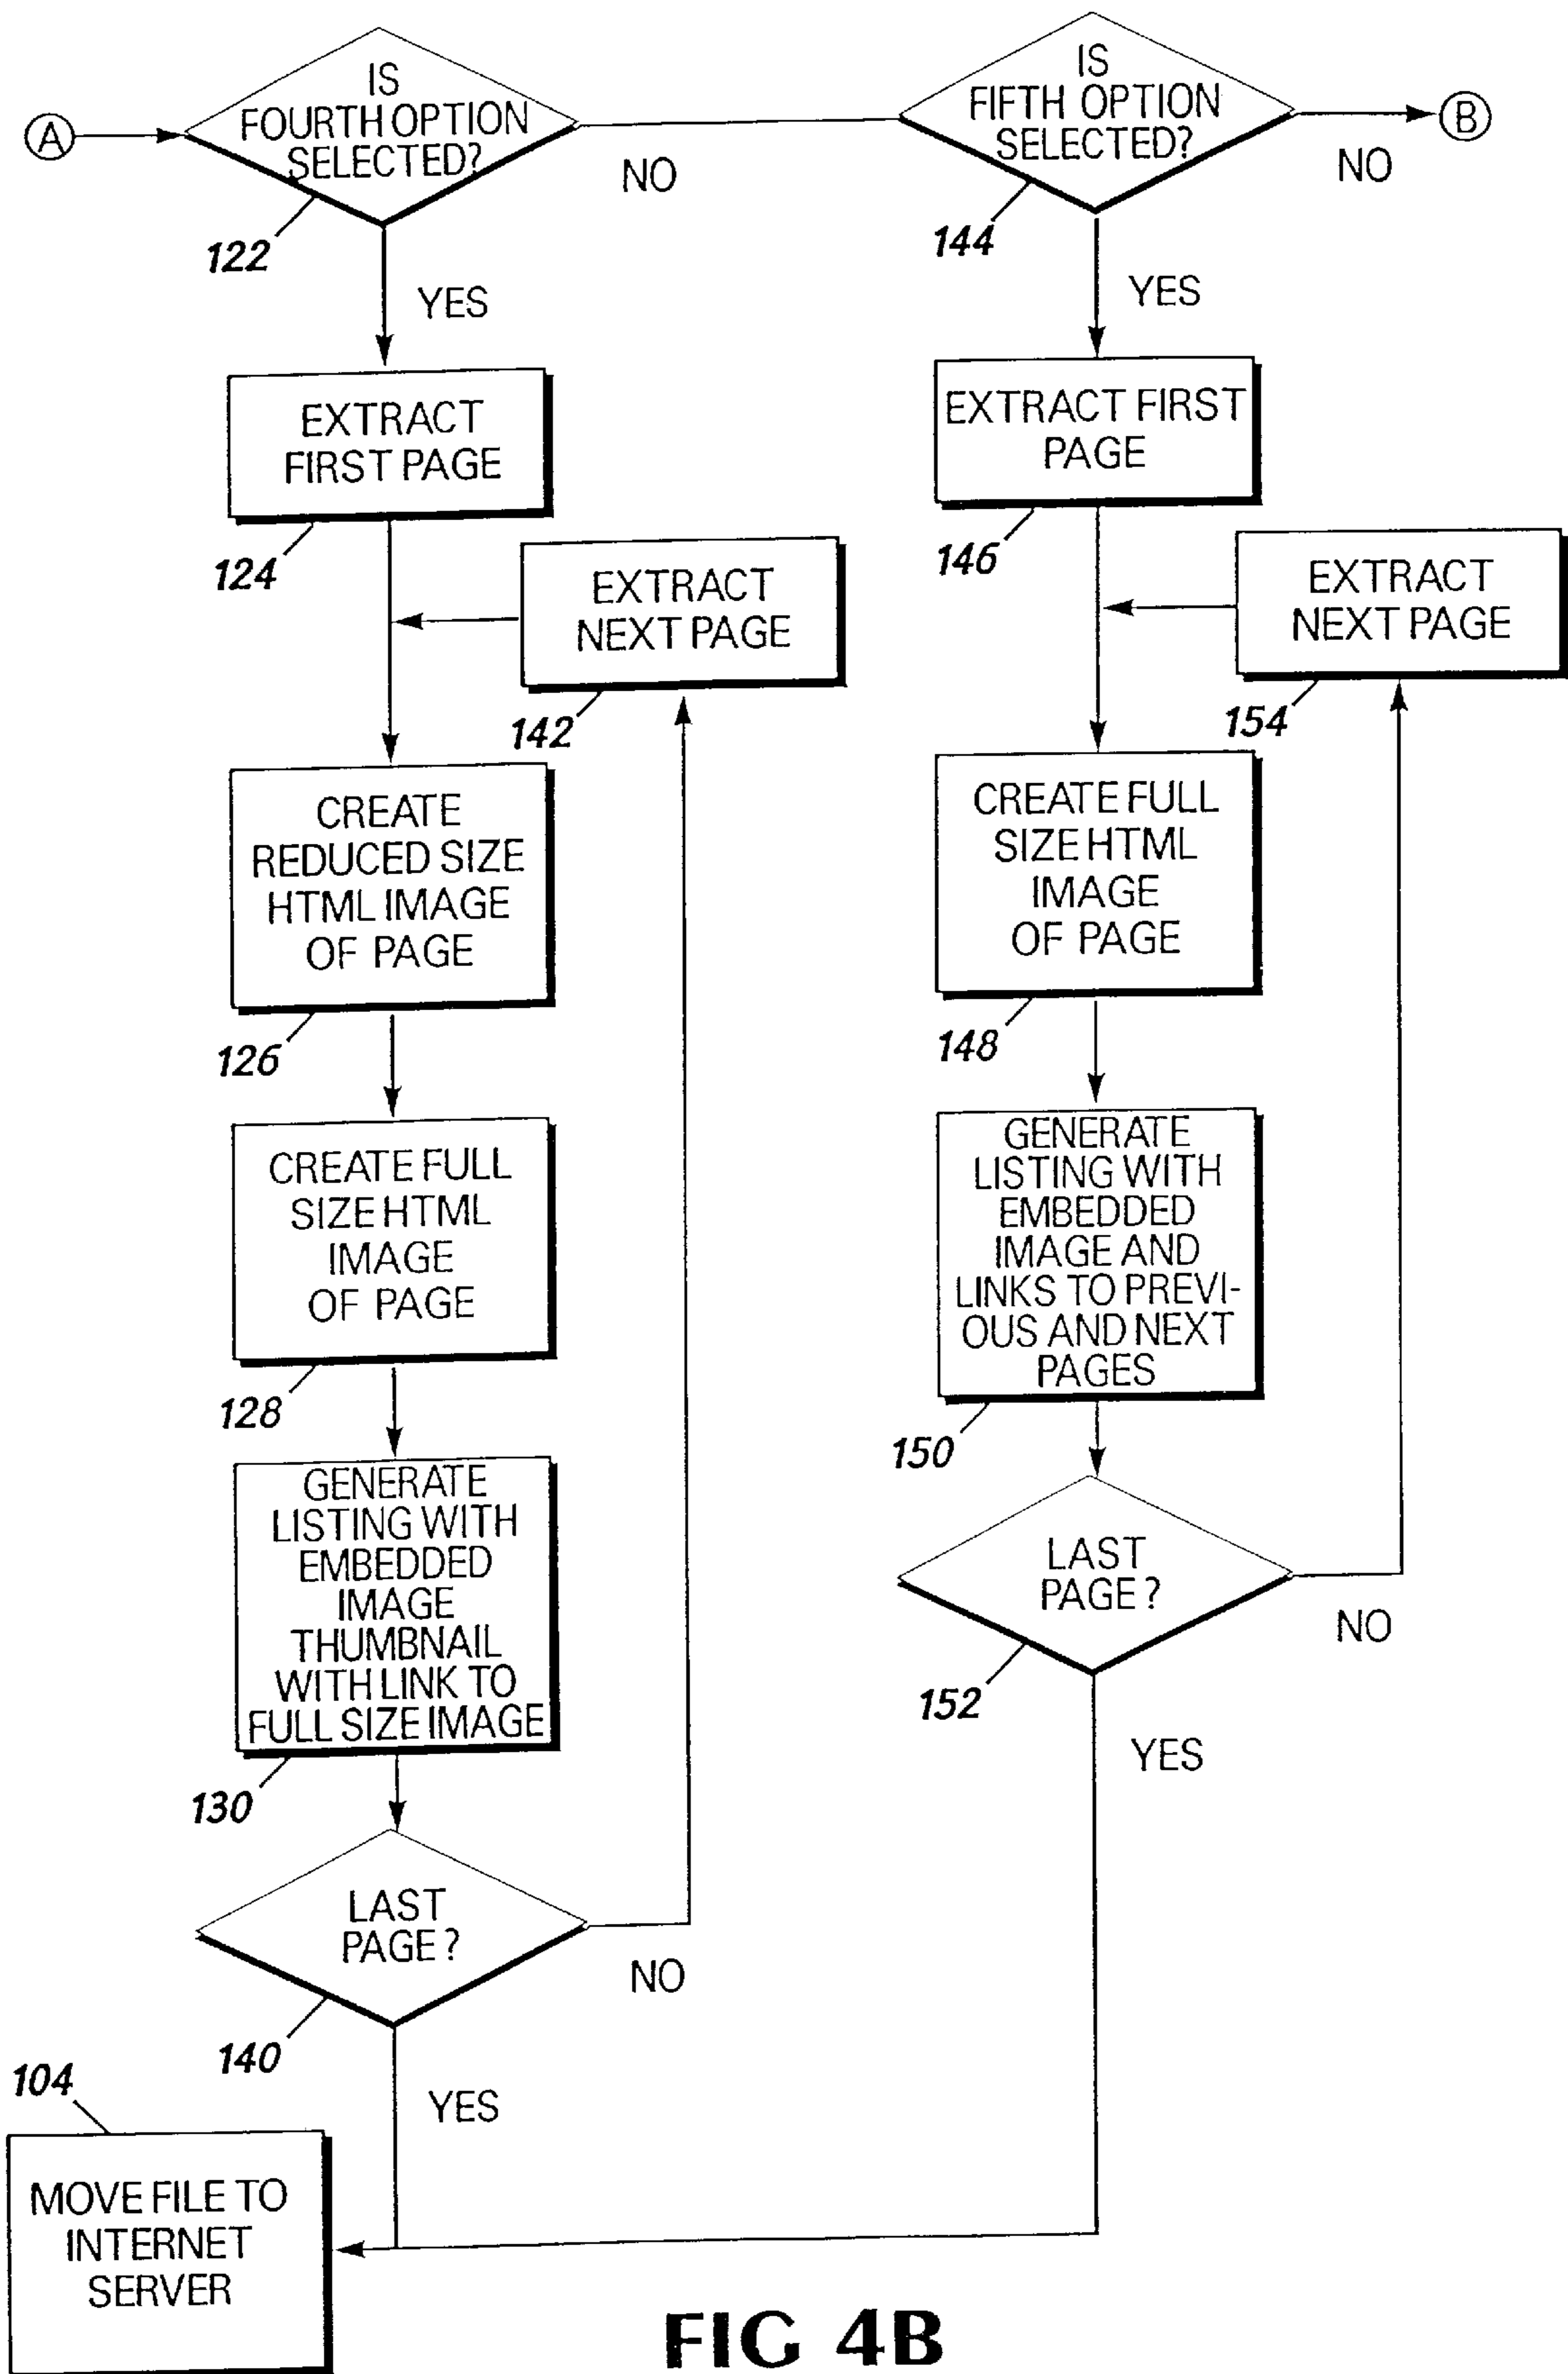 A
IS
FOURTH OPTION
SELECTED?
NO
122
YES
EXTRACT
FIRST PAGE
124
EXTRACT
NEXT PAGE
142
CREATE
REDUCED SIZE
HTML IMAGE
OF PAGE
126
CREATE FULL
SIZE HTML
IMAGE
OF PAGE
128
GENERATE
LISTING WITH
EMBEDDED
IMAGE
THUMBNAIL
WITH LINK TO
FULL SIZE IMAGE
130
LAST
PAGE?
NO
140
YES
104
MOVE FILE TO
INTERNET
SERVER
IS
FIFTH OPTION
SELECTED?
B
NO
144
YES
EXTRACT FIRST
PAGE
146
EXTRACT
NEXT PAGE
154
CREATE FULL
SIZE HTML
IMAGE
OF PAGE
148
GENERATE
LISTING WITH
EMBEDDED
IMAGE AND
LINKS TO PREVI-
OUS AND NEXT
PAGES
150
LAST
PAGE?
NO
152
YES
FIG 4B